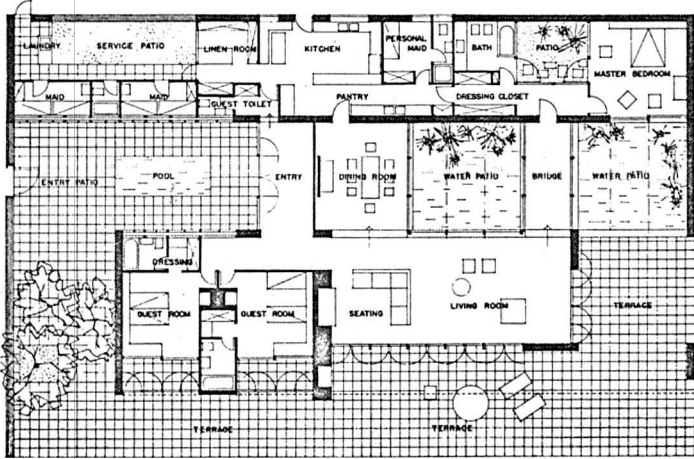 LAUNDRY
SERVICE PATIO
LINEN ROOM
KITCHEN
PERSONAL
MAID
BATH
PATIO
MASTER BEDROOM
MAID
MAID
GUEST TOILET
PANTRY
DRESSING CLOSET
ENTRY PATIO
POOL
ENTRY
DINING ROOM
WATER PATIO
BRIDGE
WATER PATIO
DRESSING
GUEST ROOM
GUEST ROOM
SEATING
LIVING ROOM
TERRACE
TERRACE
TERRACE